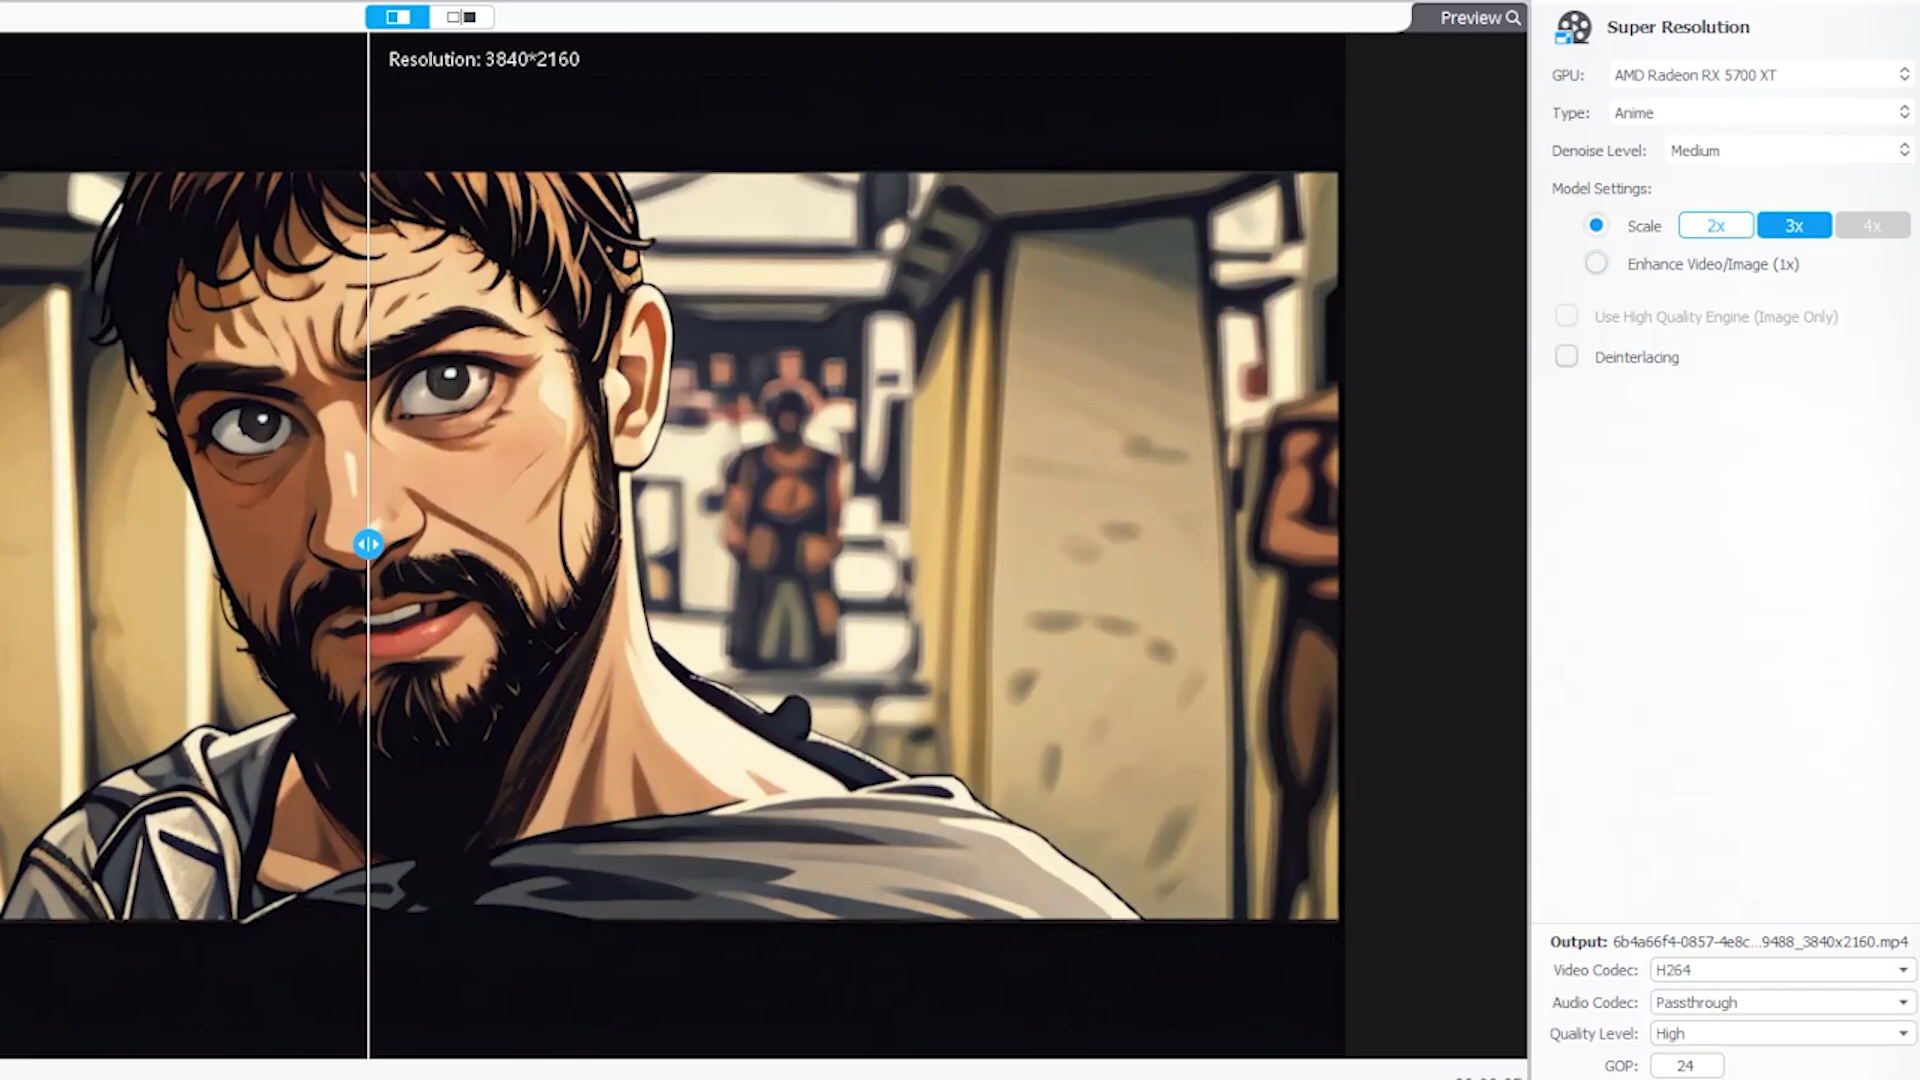 Preview
Resolution: 3840*2160
Super Resolution
GPU: AMD Radeon RX 5700 XT
Type: Anime
Denoise Level: Medium
Model Settings:
Scale 2x 3x 4x
Enhance Video/Image (1x)
Use High Quality Engine (Image Only)
Deinterlacing
Output: 6b4a66f4-0857-4e8c...9488_3840x2160.mp4
Video Codec: H264
Audio Codec: Passthrough
Quality Level: High
GOP: 24